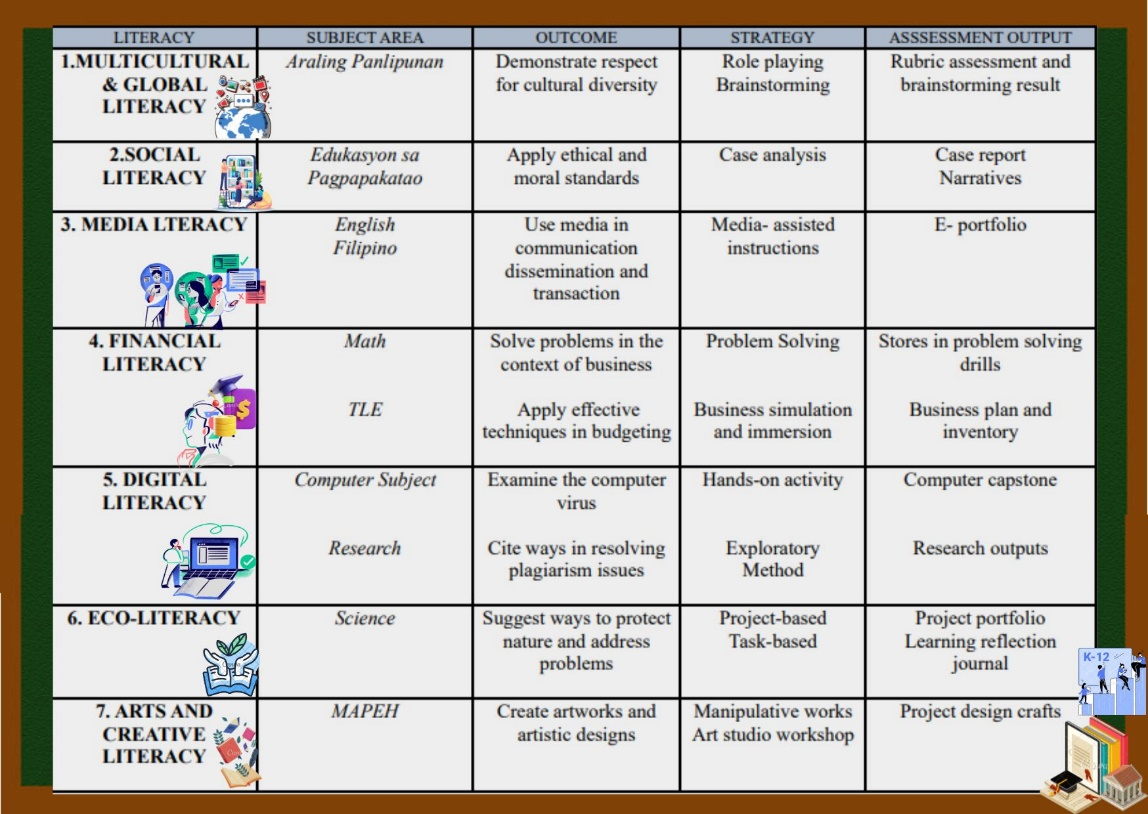 LITERACY SUBJECT AREA OUTCOME STRATEGY ASSSESSMENT OUTPUT
1.MULTICULTURAL
& GLOBAL
LITERACY
Araling Panlipunan
Demonstrate respect
for cultural diversity
Role playing
Brainstorming
Rubric assessment and
brainstorming result
2.SOCIAL
LITERACY
Edukasyon sa
Pagpapakatao
Apply ethical and
moral standards
Case analysis
Case report
Narratives
3. MEDIA LTERACY
English
Filipino
Use media in
communication
dissemination and
transaction
Media- assisted
instructions
E- portfolio
4. FINANCIAL
LITERACY
Math
Solve problems in the
context of business
Problem Solving
Stores in problem solving
drills
TLE
Apply effective
techniques in budgeting
Business simulation
and immersion
Business plan and
inventory
5. DIGITAL
LITERACY
Computer Subject
Examine the computer
virus
Hands-on activity
Computer capstone
Research
Cite ways in resolving
plagiarism issues
Exploratory
Method
Research outputs
6. ECO-LITERACY
Science
Suggest ways to protect
nature and address
problems
Project-based
Task-based
Project portfolio
Learning reflection
journal
K-12
7. ARTS AND
CREATIVE
LITERACY
MAPEH
Create artworks and
artistic designs
Manipulative works
Art studio workshop
Project design crafts